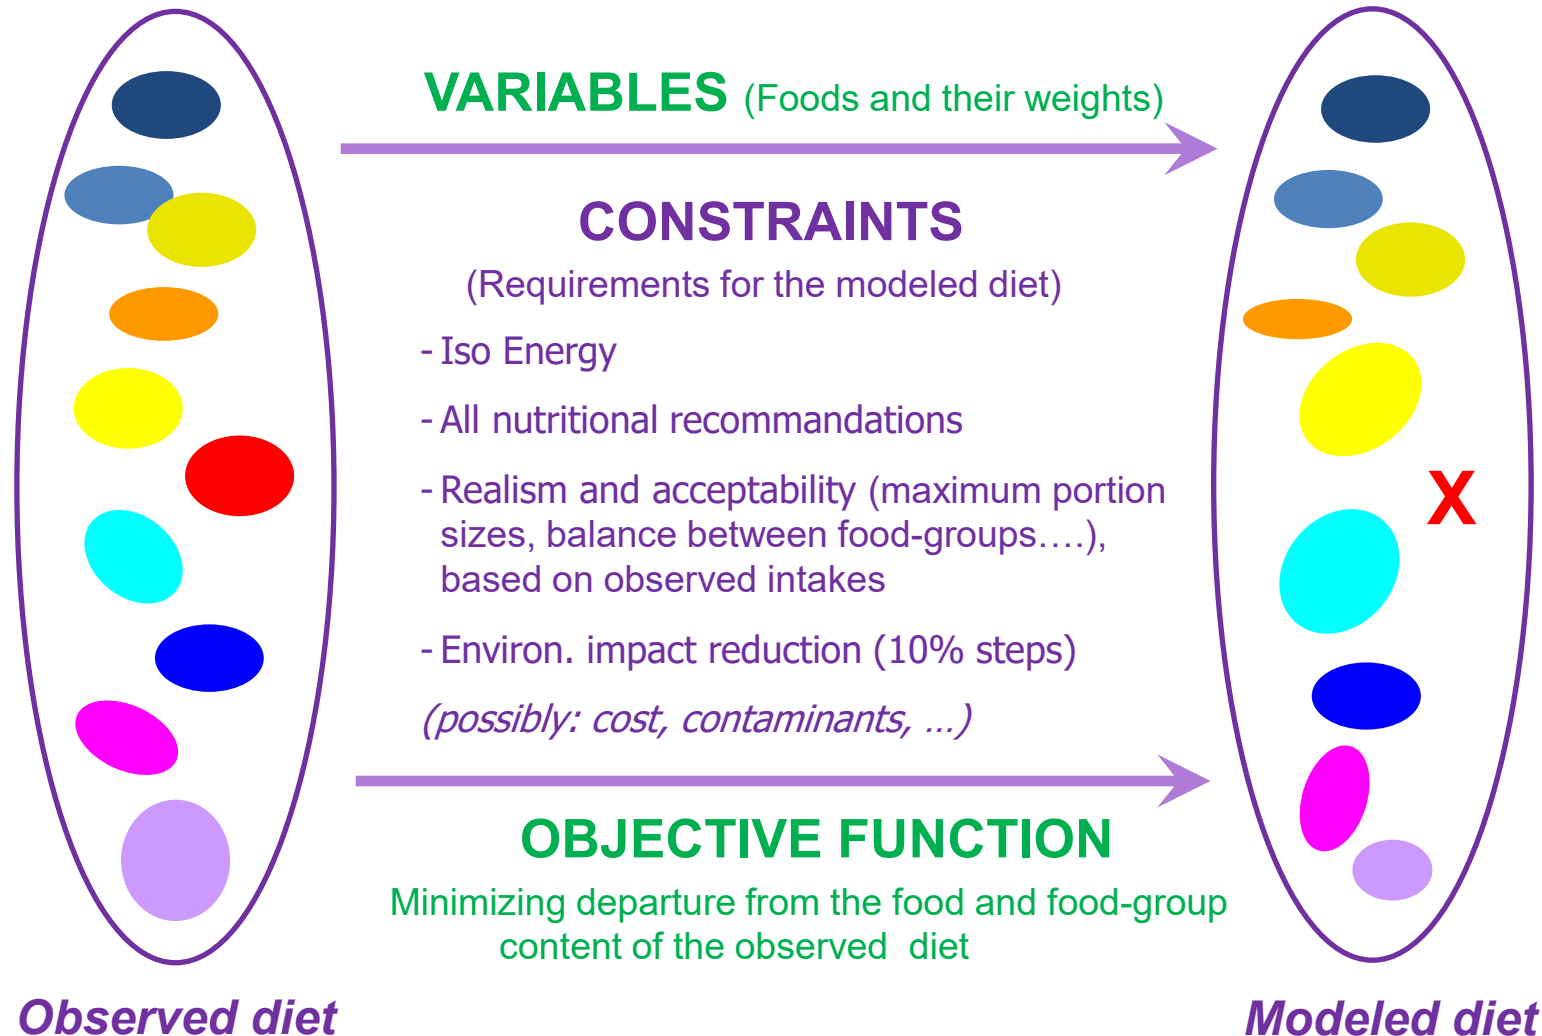 VARIABLES (Foods and their weights)
CONSTRAINTS
(Requirements for the modeled diet)
- Iso Energy
- All nutritional recommandations
- Realism and acceptability (maximum portion
sizes, balance between food-groups….),
based on observed intakes
- Environ. impact reduction (10% steps)
(possibly: cost, contaminants, …)
X
OBJECTIVE FUNCTION
Minimizing departure from the food and food-group
content of the observed diet
Observed diet
Modeled diet